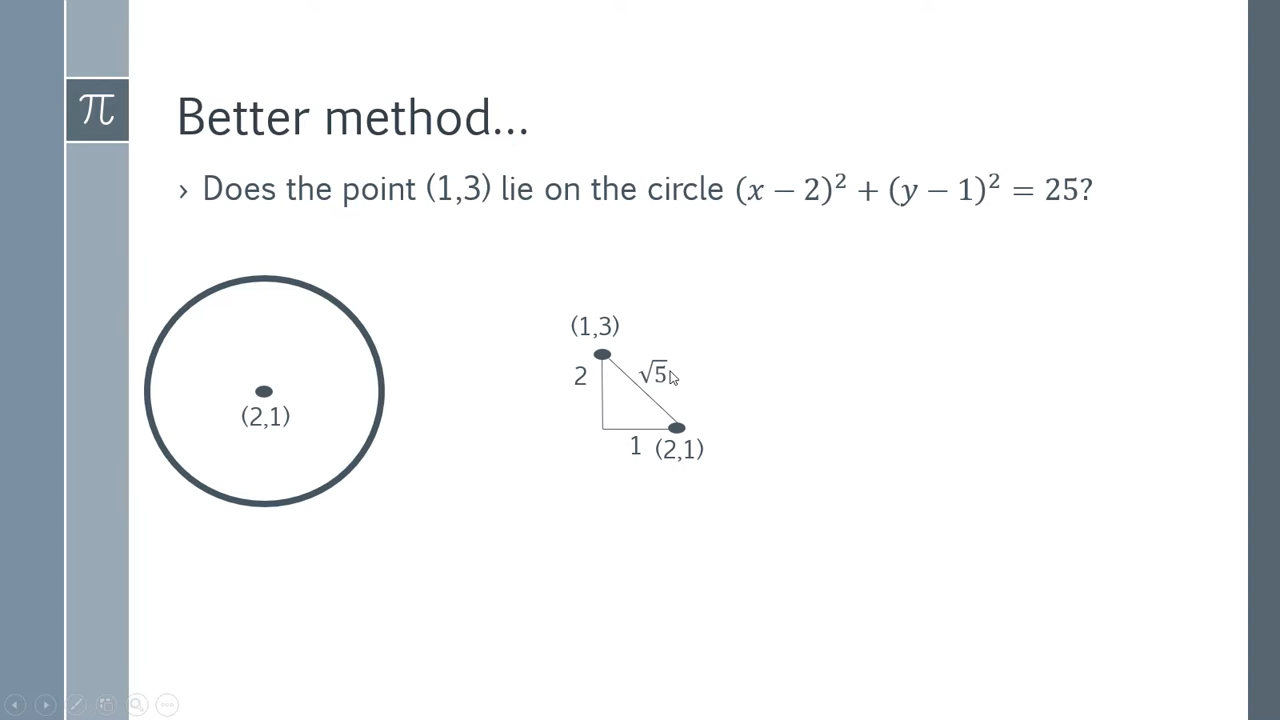 π
Better method...
› Does the point (1,3) lie on the circle (x − 2)² + (y − 1)² = 25?
(1,3)
2
√5
(2,1)
1 (2,1)